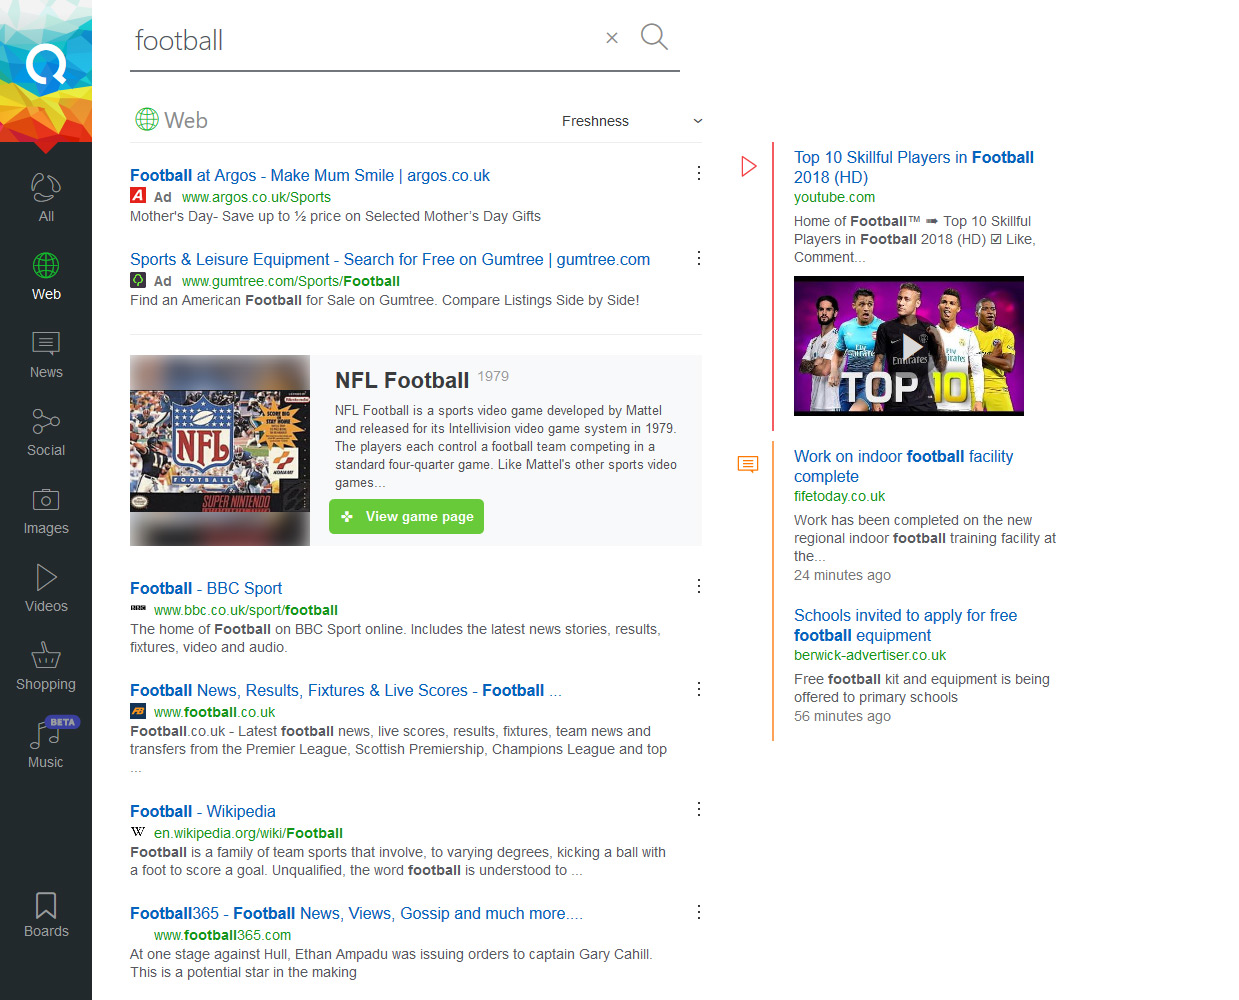 football
Web
Freshness
All
Web
News
Social
Images
Videos
Shopping
BETA
Music
Boards
Football at Argos - Make Mum Smile | argos.co.uk
Ad www.argos.co.uk/Sports
Mother's Day- Save up to ½ price on Selected Mother's Day Gifts
Sports & Leisure Equipment - Search for Free on Gumtree | gumtree.com
Ad www.gumtree.com/Sports/Football
Find an American Football for Sale on Gumtree. Compare Listings Side by Side!
NFL
FOOTBALL
SCORE BIG
STAY HOME
KONAMI
SUPER NINTENDO
NFL Football 1979
NFL Football is a sports video game developed by Mattel
and released for its Intellivision video game system in 1979.
The players each control a football team competing in a
standard four-quarter game. Like Mattel's other sports video
games...
View game page
Football - BBC Sport
BBC www.bbc.co.uk/sport/football
The home of Football on BBC Sport online. Includes the latest news stories, results,
fixtures, video and audio.
Football News, Results, Fixtures & Live Scores - Football ...
FB www.football.co.uk
Football.co.uk - Latest football news, live scores, results, fixtures, team news and
transfers from the Premier League, Scottish Premiership, Champions League and top
...
Football - Wikipedia
W en.wikipedia.org/wiki/Football
Football is a family of team sports that involve, to varying degrees, kicking a ball with
a foot to score a goal. Unqualified, the word football is understood to ...
Football365 - Football News, Views, Gossip and much more....
www.football365.com
At one stage against Hull, Ethan Ampadu was issuing orders to captain Gary Cahill.
This is a potential star in the making
Top 10 Skillful Players in Football
2018 (HD)
youtube.com
Home of Football™ ➠ Top 10 Skillful
Players in Football 2018 (HD) ☑ Like,
Comment...
Fly Emirates
TOP 10
Work on indoor football facility
complete
fifetoday.co.uk
Work has been completed on the new
regional indoor football training facility at
the...
24 minutes ago
Schools invited to apply for free
football equipment
berwick-advertiser.co.uk
Free football kit and equipment is being
offered to primary schools
56 minutes ago